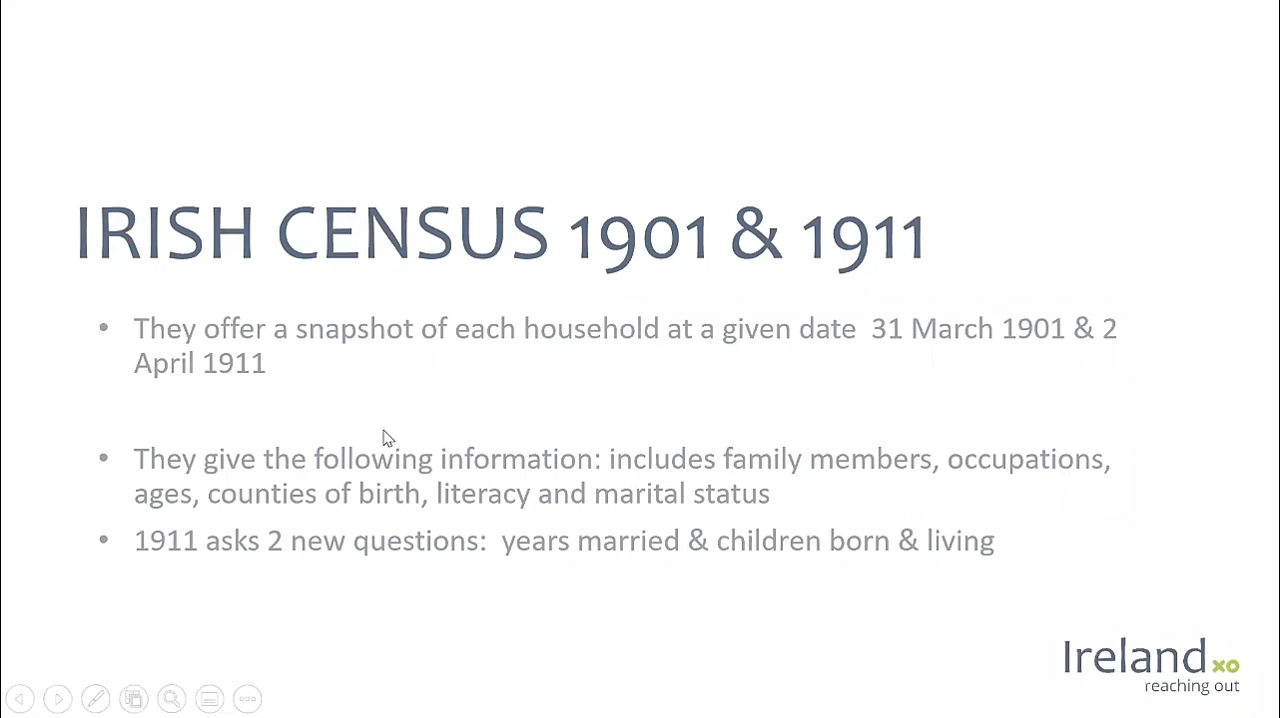 IRISH CENSUS 1901 & 1911
• They offer a snapshot of each household at a given date  31 March 1901 & 2
April 1911
• They give the following information: includes family members, occupations,
ages, counties of birth, literacy and marital status
• 1911 asks 2 new questions:  years married & children born & living
Ireland xo
reaching out